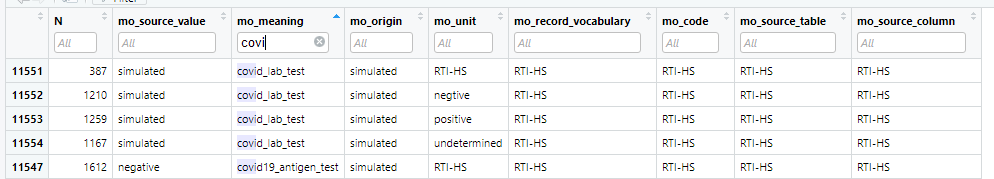 Filter
N mo_source_value mo_meaning mo_origin mo_unit mo_record_vocabulary mo_code mo_source_table mo_source_column
All All covi All All All All All All
11551 387 simulated covid_lab_test simulated RTI-HS RTI-HS RTI-HS RTI-HS RTI-HS
11552 1210 simulated covid_lab_test simulated negtive RTI-HS RTI-HS RTI-HS RTI-HS
11553 1259 simulated covid_lab_test simulated positive RTI-HS RTI-HS RTI-HS RTI-HS
11554 1167 simulated covid_lab_test simulated undetermined RTI-HS RTI-HS RTI-HS RTI-HS
11547 1612 negative covid19_antigen_test simulated RTI-HS RTI-HS RTI-HS RTI-HS RTI-HS